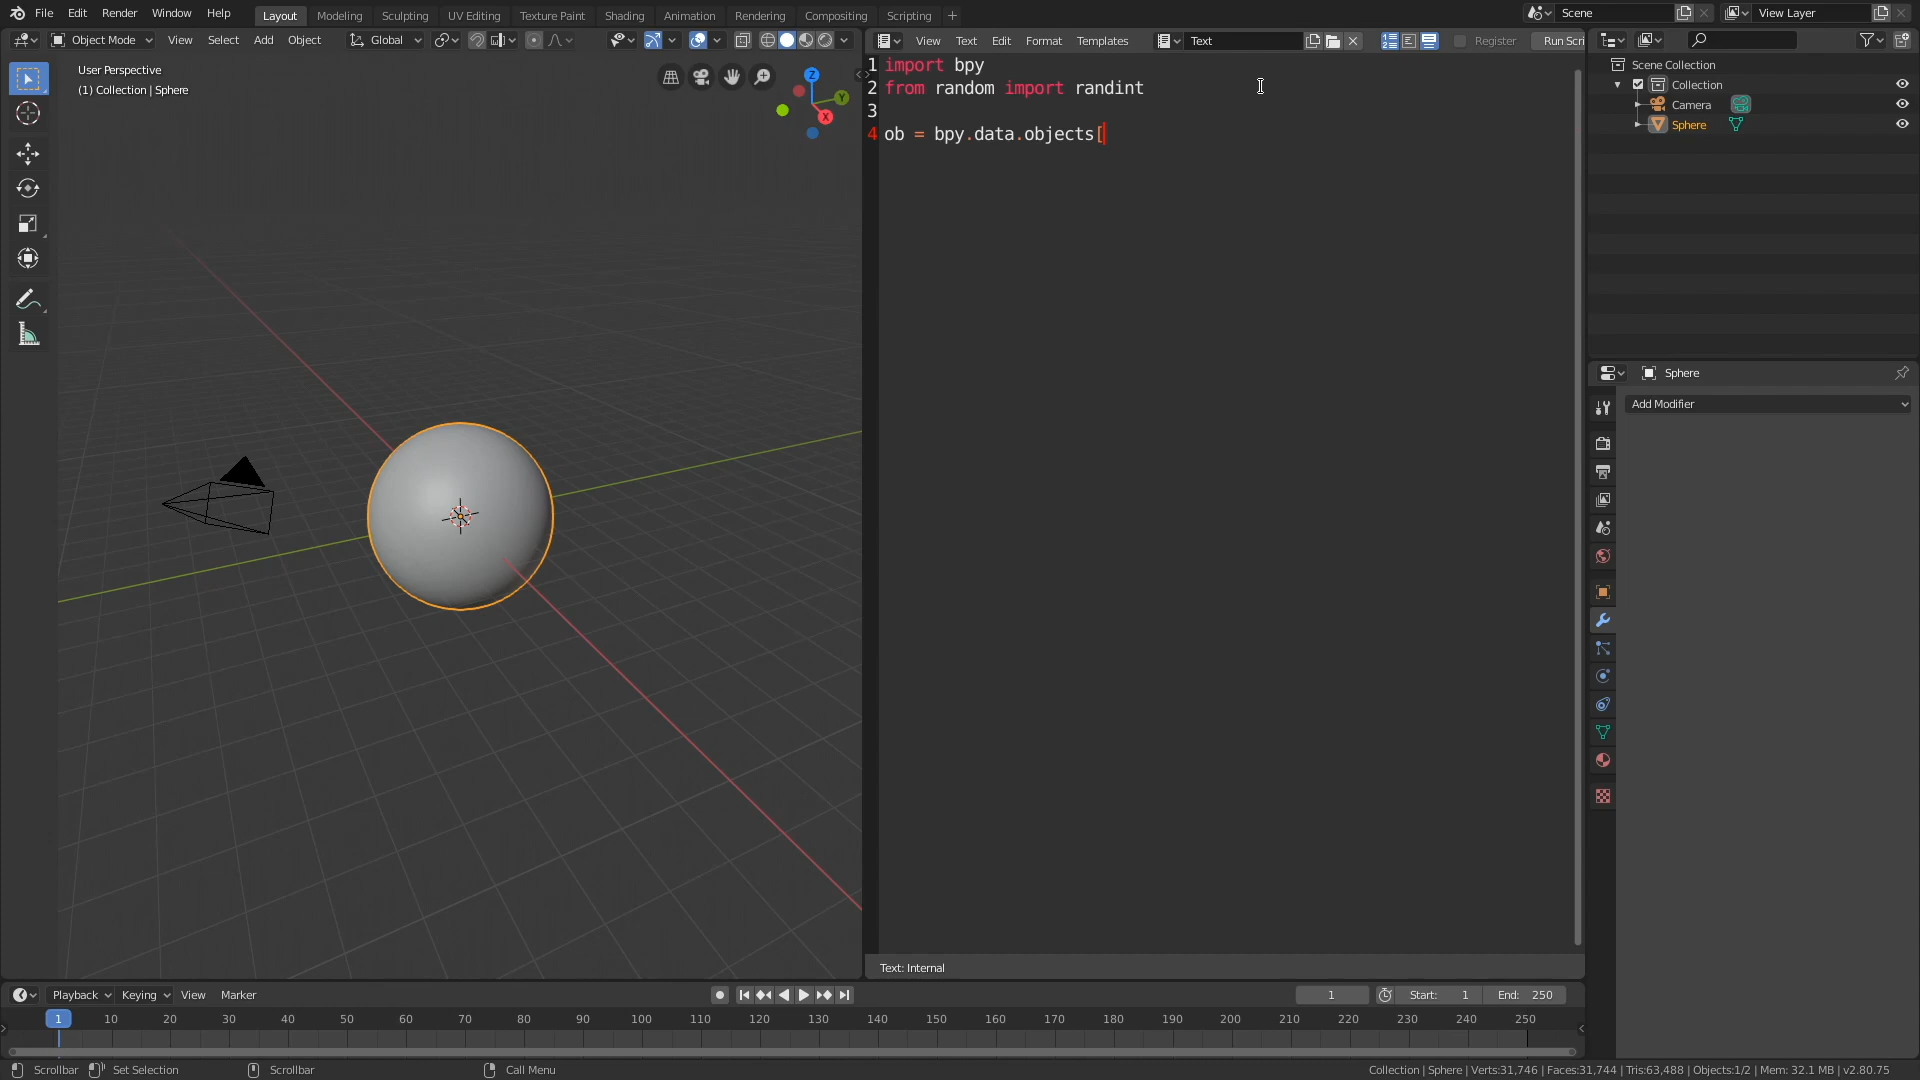 File Edit Render Window Help Layout Modeling Sculpting UV Editing Texture Paint Shading Animation Rendering Compositing Scripting + Scene View Layer
Object Mode View Select Add Object Global View Text Edit Format Templates Text Register Run Scri
User Perspective
(1) Collection | Sphere
Z
Y
X
1 import bpy
2 from random import randint
3
4 ob = bpy.data.objects[
Scene Collection
Collection
Camera
Sphere
Sphere
Add Modifier
Text: Internal
Playback Keying View Marker 1 Start: 1 End: 250
1 10 20 30 40 50 60 70 80 90 100 110 120 130 140 150 160 170 180 190 200 210 220 230 240 250
Scrollbar Set Selection Scrollbar Call Menu Collection | Sphere | Verts:31,746 | Faces:31,744 | Tris:63,488 | Objects:1/2 | Mem: 32.1 MB | v2.80.75